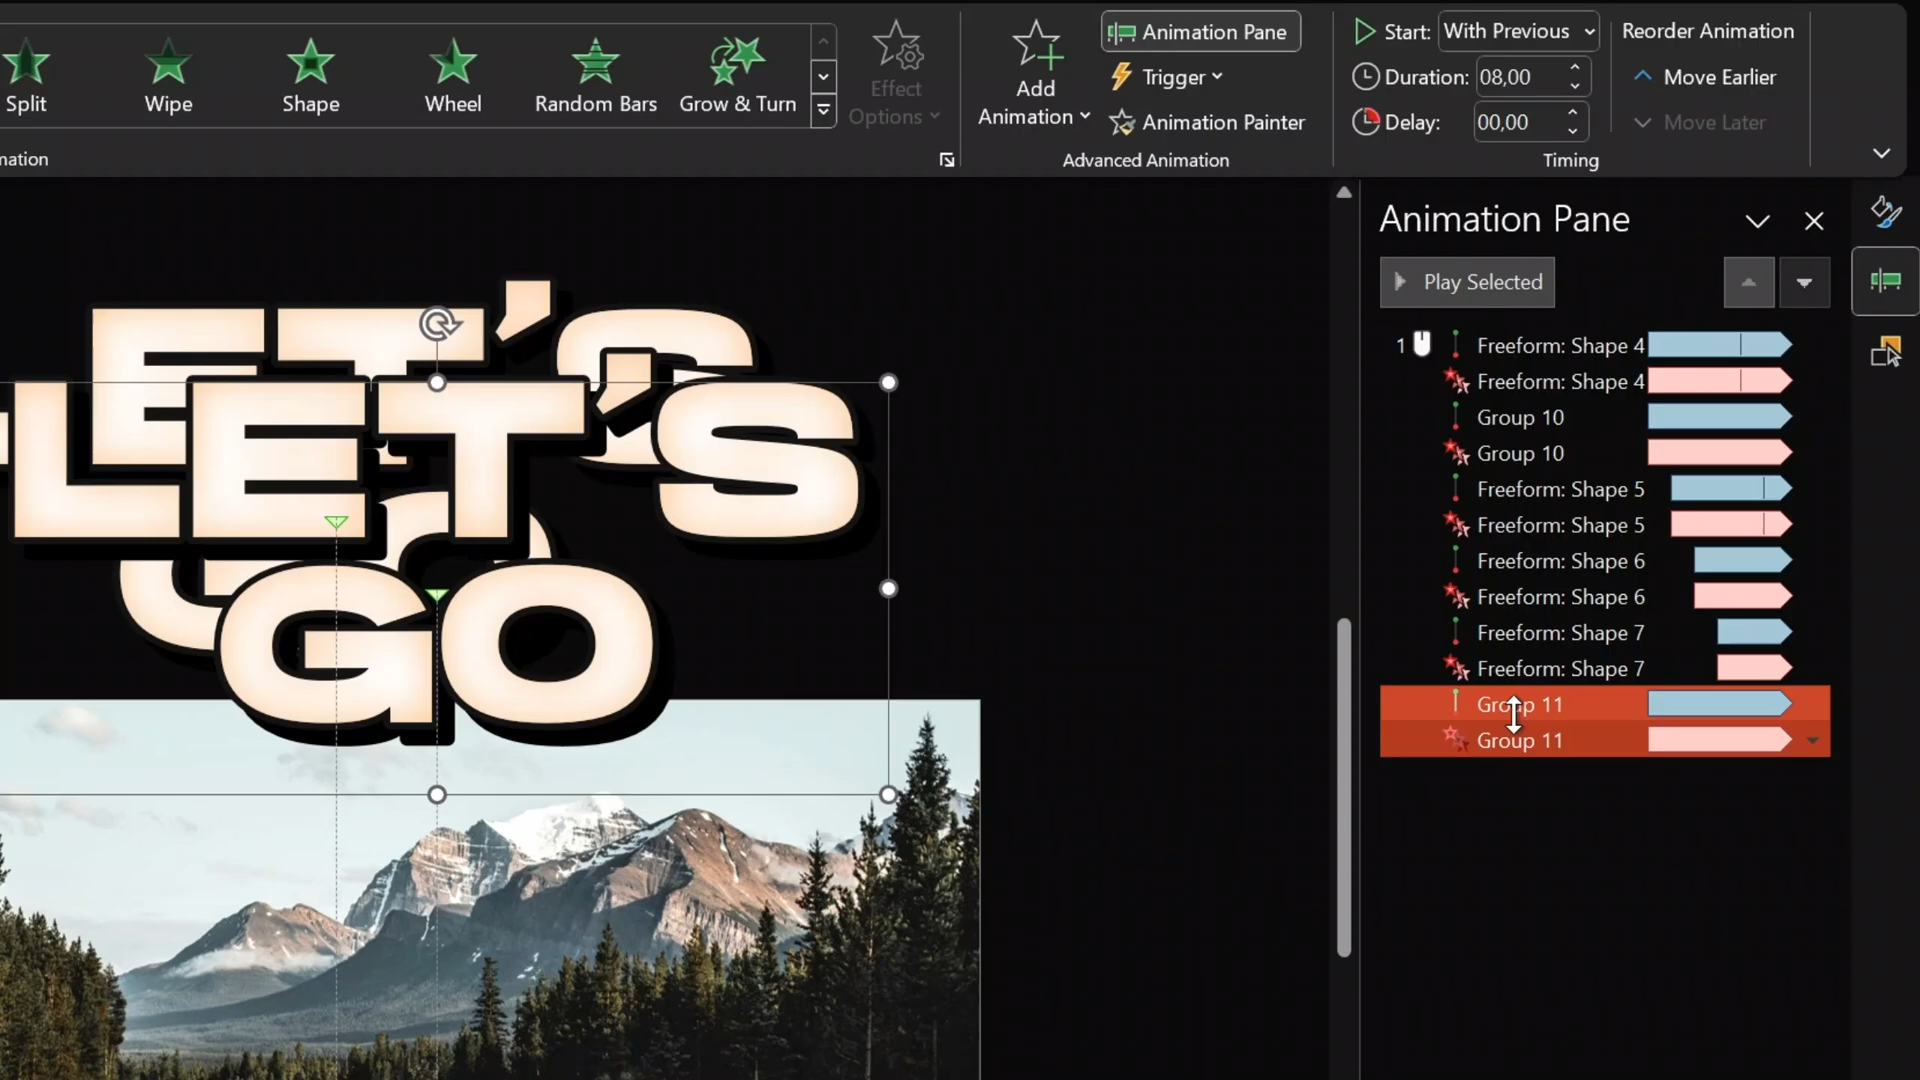 Split
Wipe
Shape
Wheel
Random Bars
Grow & Turn
mation
Effect
Options
Add
Animation
Animation Pane
Trigger
Animation Painter
Advanced Animation
Start: With Previous
Duration: 08,00
Delay: 00,00
Timing
Reorder Animation
Move Earlier
Move Later
LET'S
GO
ET'S
Animation Pane
Play Selected
1 Freeform: Shape 4
Freeform: Shape 4
Group 10
Group 10
Freeform: Shape 5
Freeform: Shape 5
Freeform: Shape 6
Freeform: Shape 6
Freeform: Shape 7
Freeform: Shape 7
Group 11
Group 11